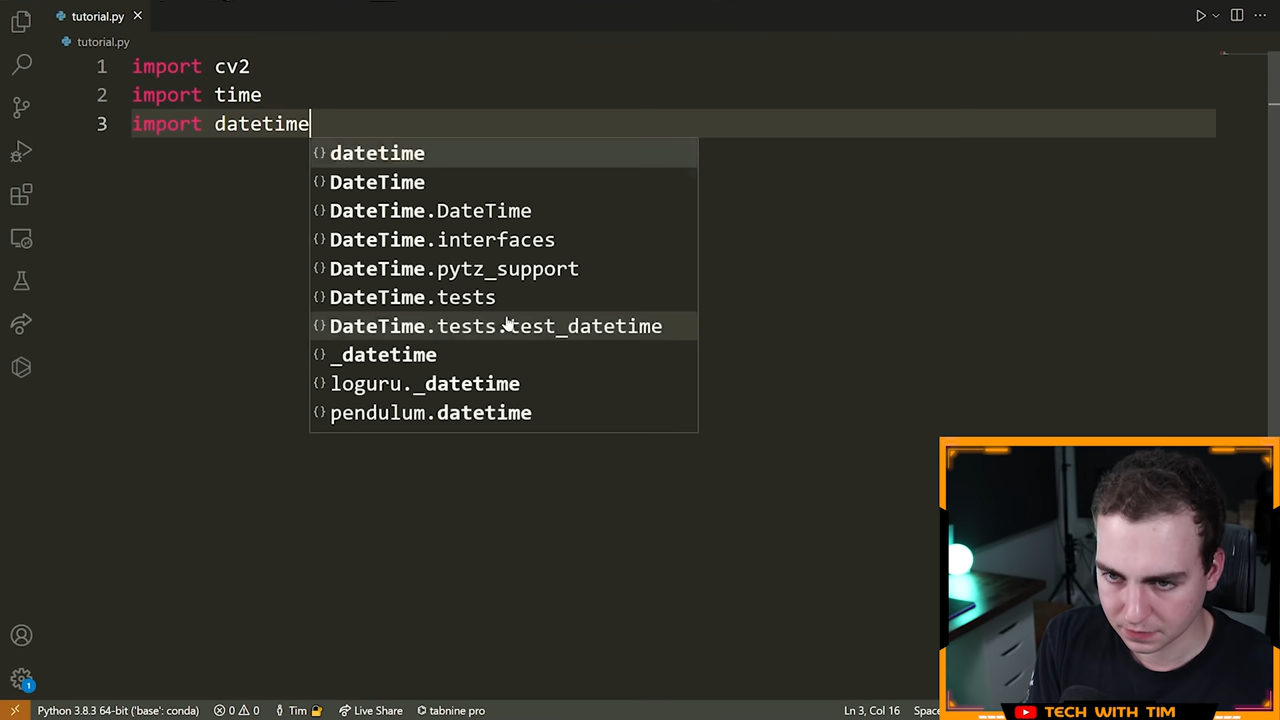 tutorial.py
tutorial.py
1 import cv2
2 import time
3 import datetime
datetime
DateTime
DateTime.DateTime
DateTime.interfaces
DateTime.pytz_support
DateTime.tests
DateTime.tests.test_datetime
_datetime
loguru._datetime
pendulum.datetime
1
Python 3.8.3 64-bit ('base': conda) 0 0 Tim Live Share tabnine pro Ln 3, Col 16
TECH WITH TIM